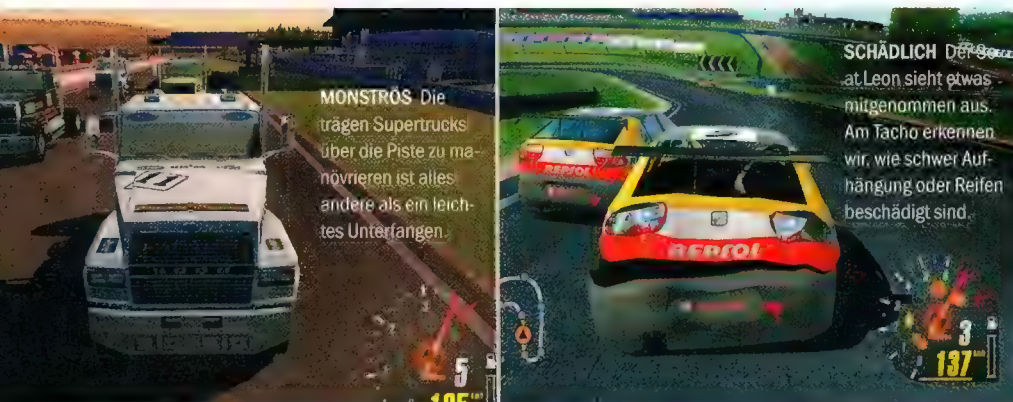 MONSTRÖS Die
trägen Supertrucks
über die Piste zu ma-
növrieren ist alles
andere als ein leich-
tes Unterfangen.
5
SCHÄDLICH Der Se-
at Leon sieht etwas
mitgenommen aus.
Am Tacho erkennen
wir, wie schwer Auf-
hängung oder Reifen
beschädigt sind.
REPSOL
REPSOL
3
137